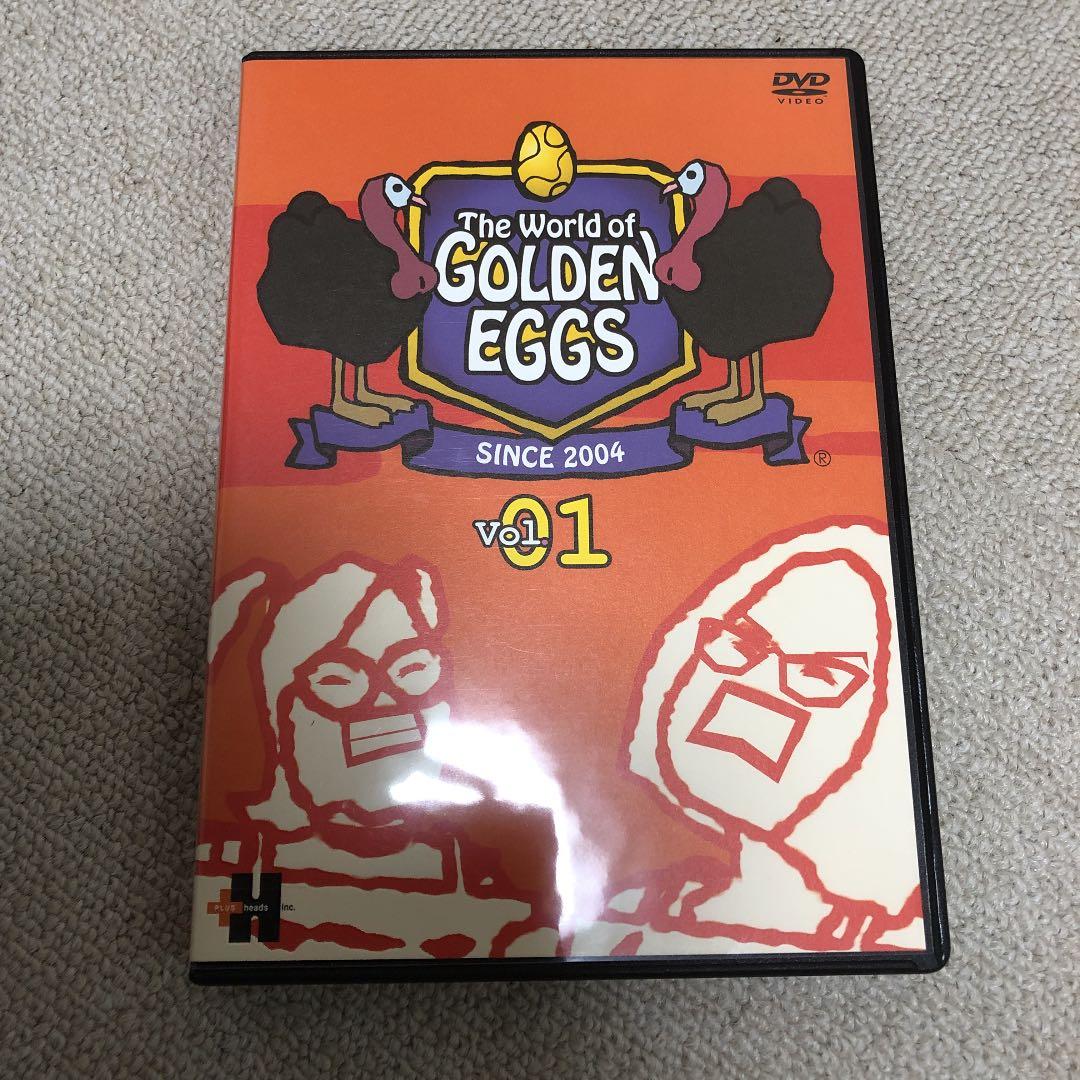 DVD
VIDEO
The World of
GOLDEN
EGGS
SINCE 2004
®
Vol.01
PLUS heads inc.
H